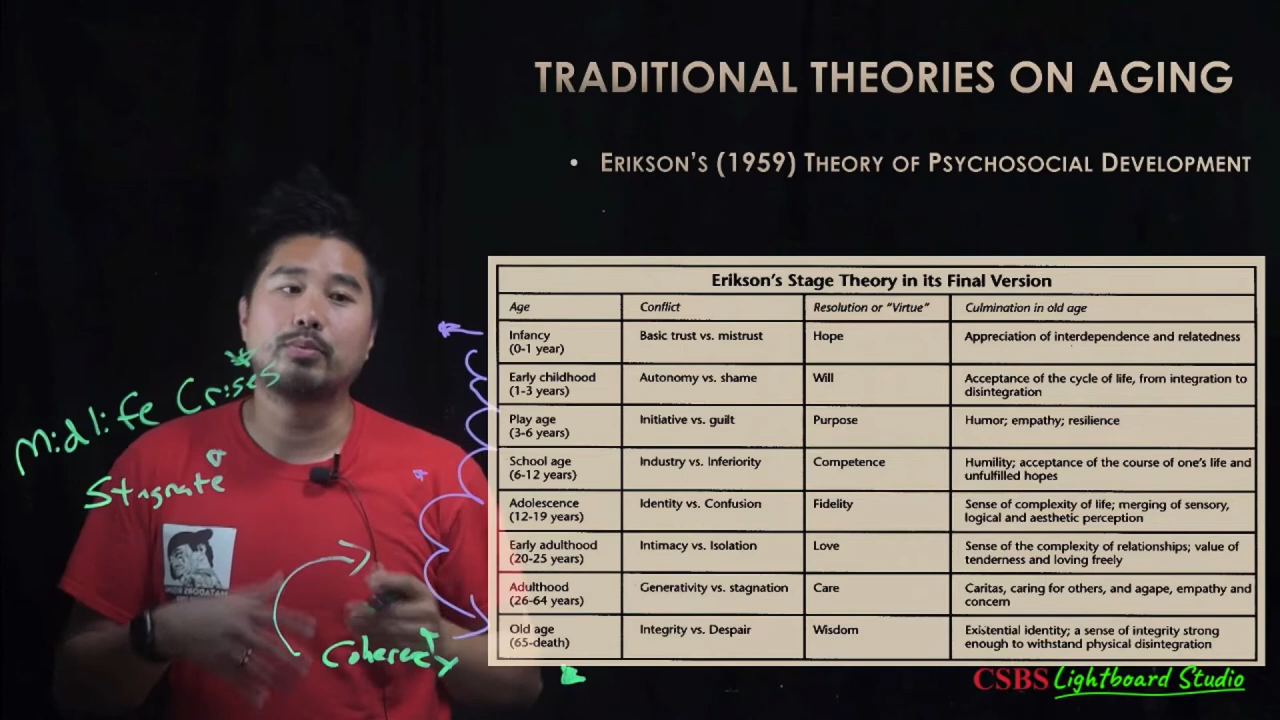 TRADITIONAL THEORIES ON AGING
• ERIKSON'S (1959) THEORY OF PSYCHOSOCIAL DEVELOPMENT
Erikson's Stage Theory in its Final Version
Age Conflict Resolution or "Virtue" Culmination in old age
Infancy
(0-1 year)
Basic trust vs. mistrust
Hope
Appreciation of interdependence and relatedness
Early childhood
(1-3 years)
Autonomy vs. shame
Will
Acceptance of the cycle of life, from integration to
disintegration
Play age
(3-6 years)
Initiative vs. guilt
Purpose
Humor; empathy; resilience
School age
(6-12 years)
Industry vs. Inferiority
Competence
Humility; acceptance of the course of one's life and
unfulfilled hopes
Adolescence
(12-19 years)
Identity vs. Confusion
Fidelity
Sense of complexity of life; merging of sensory,
logical and aesthetic perception
Early adulthood
(20-25 years)
Intimacy vs. Isolation
Love
Sense of the complexity of relationships; value of
tenderness and loving freely
Adulthood
(26-64 years)
Generativity vs. stagnation
Care
Caritas, caring for others, and agape, empathy and
concern
Old age
(65-death)
Integrity vs. Despair
Wisdom
Existential identity; a sense of integrity strong
enough to withstand physical disintegration
Midlife Crises
Stagnate
CSBS Lightboard Studio